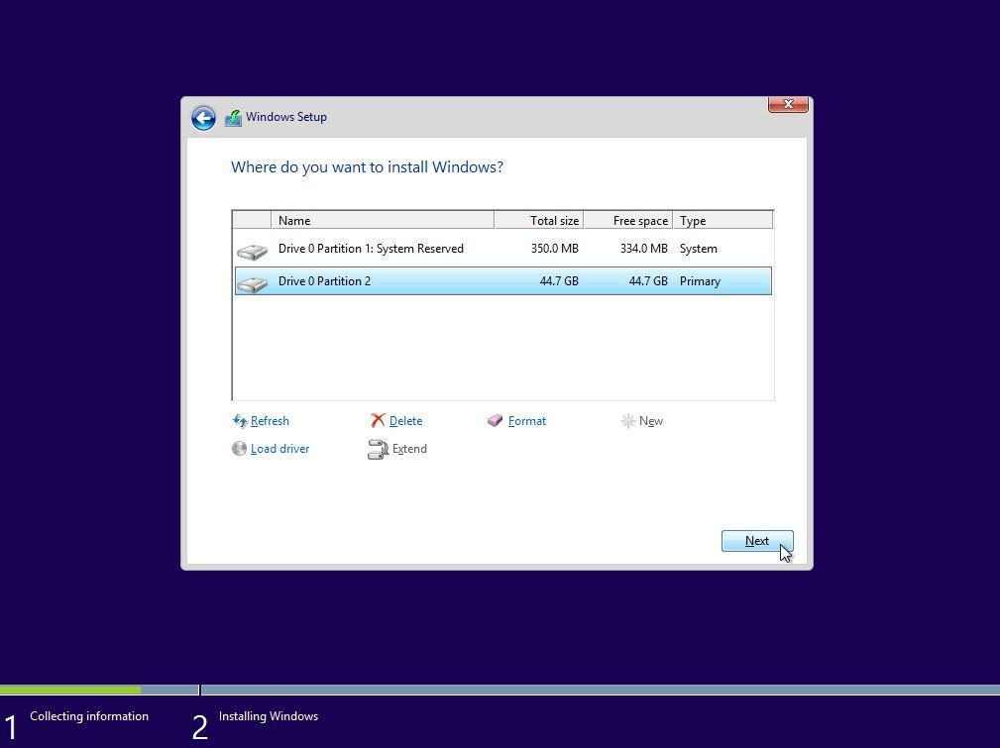 Windows Setup
Where do you want to install Windows?
Name Total size Free space Type
Drive 0 Partition 1: System Reserved 350.0 MB 334.0 MB System
Drive 0 Partition 2 44.7 GB 44.7 GB Primary
Refresh Delete Format New
Load driver Extend
Next
1 Collecting information 2 Installing Windows